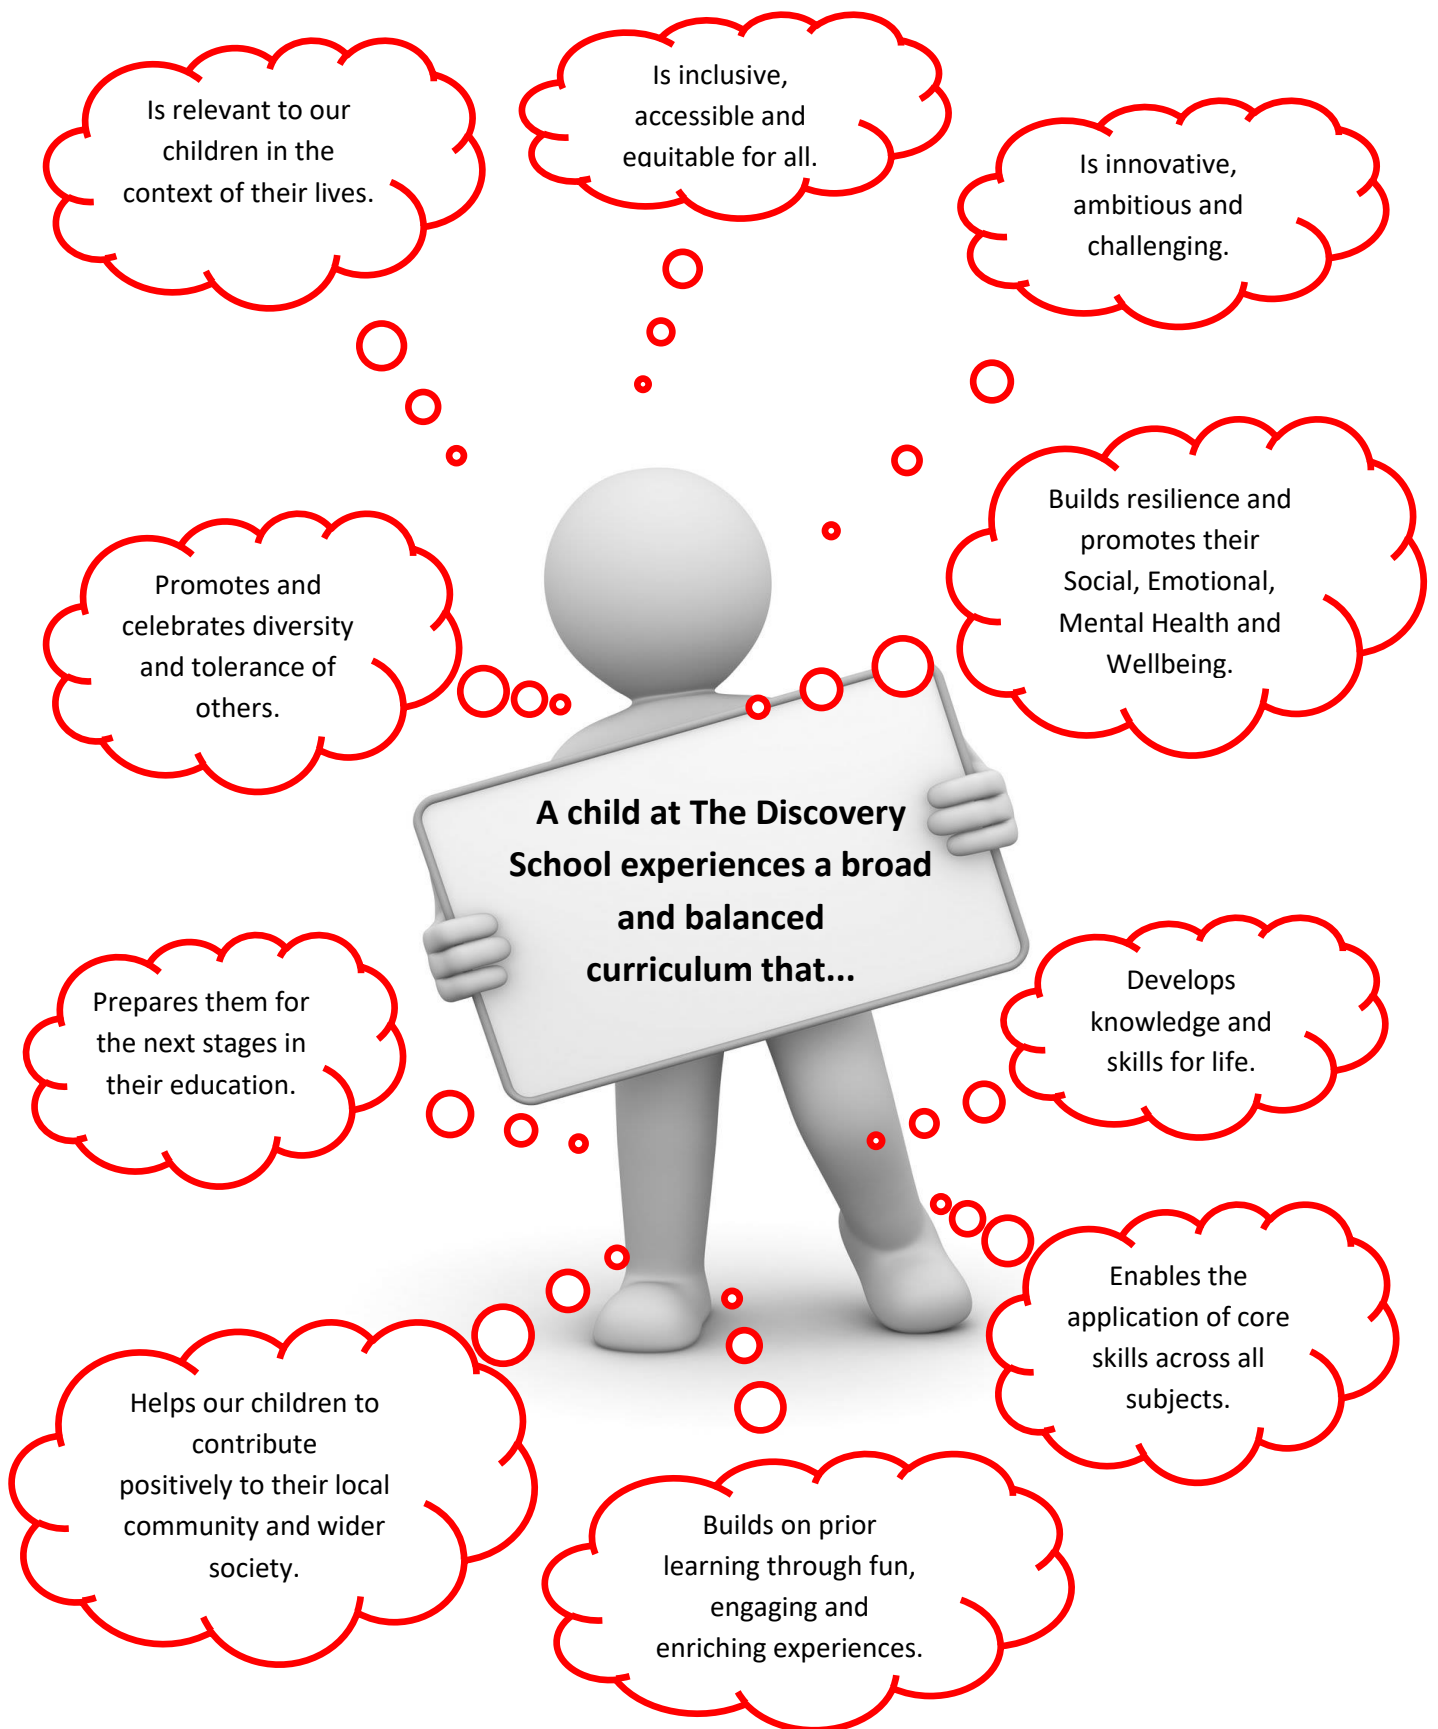 Is relevant to our
children in the
context of their lives.
Is inclusive,
accessible and
equitable for all.
Is innovative,
ambitious and
challenging.
Builds resilience and
promotes their
Social, Emotional,
Mental Health and
Wellbeing.
Promotes and
celebrates diversity
and tolerance of
others.
A child at The Discovery
School experiences a broad
and balanced
curriculum that...
Prepares them for
the next stages in
their education.
Develops
knowledge and
skills for life.
Enables the
application of core
skills across all
subjects.
Helps our children to
contribute
positively to their local
community and wider
society.
Builds on prior
learning through fun,
engaging and
enriching experiences.